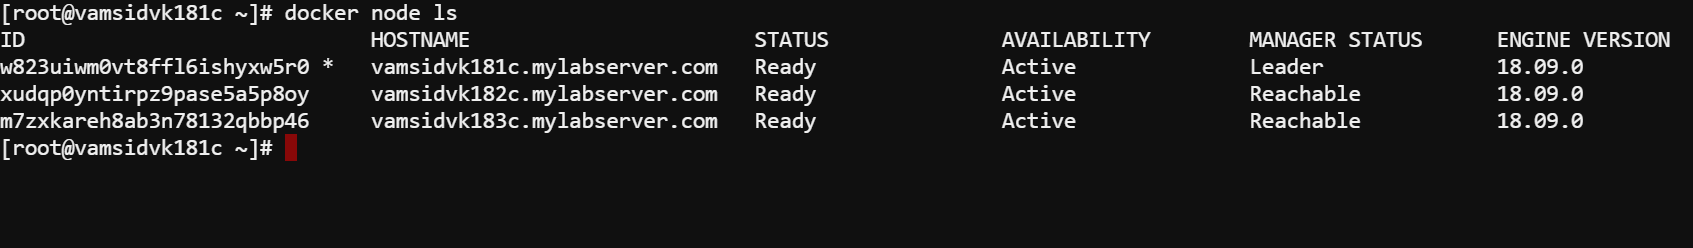 [root@vamsidvk181c ~]# docker node ls
ID HOSTNAME STATUS AVAILABILITY MANAGER STATUS ENGINE VERSION
w823uiwm0vt8ffl6ishyxw5r0 * vamsidvk181c.mylabserver.com Ready Active Leader 18.09.0
xudqp0yntirpz9pase5a5p8oy vamsidvk182c.mylabserver.com Ready Active Reachable 18.09.0
m7zxkareh8ab3n78132qbbp46 vamsidvk183c.mylabserver.com Ready Active Reachable 18.09.0
[root@vamsidvk181c ~]#